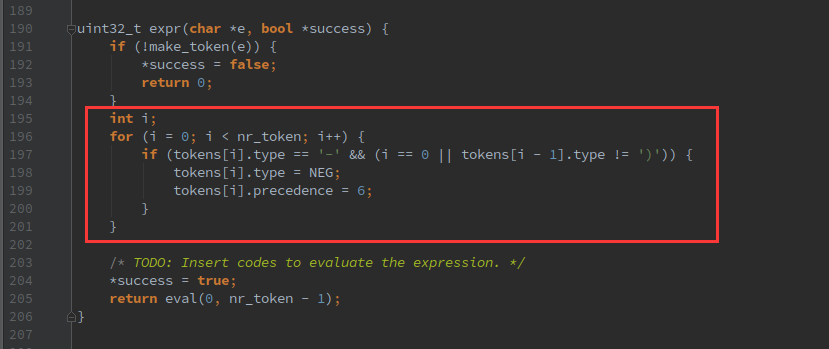 189
190 uint32_t expr(char *e, bool *success) {
191     if (!make_token(e)) {
192         *success = false;
193         return 0;
194     }
195     int i;
196     for (i = 0; i < nr_token; i++) {
197         if (tokens[i].type == '-' && (i == 0 || tokens[i - 1].type != ')')) {
198             tokens[i].type = NEG;
199             tokens[i].precedence = 6;
200         }
201     }
202
203     /* TODO: Insert codes to evaluate the expression. */
204     *success = true;
205     return eval(0, nr_token - 1);
206 }
207